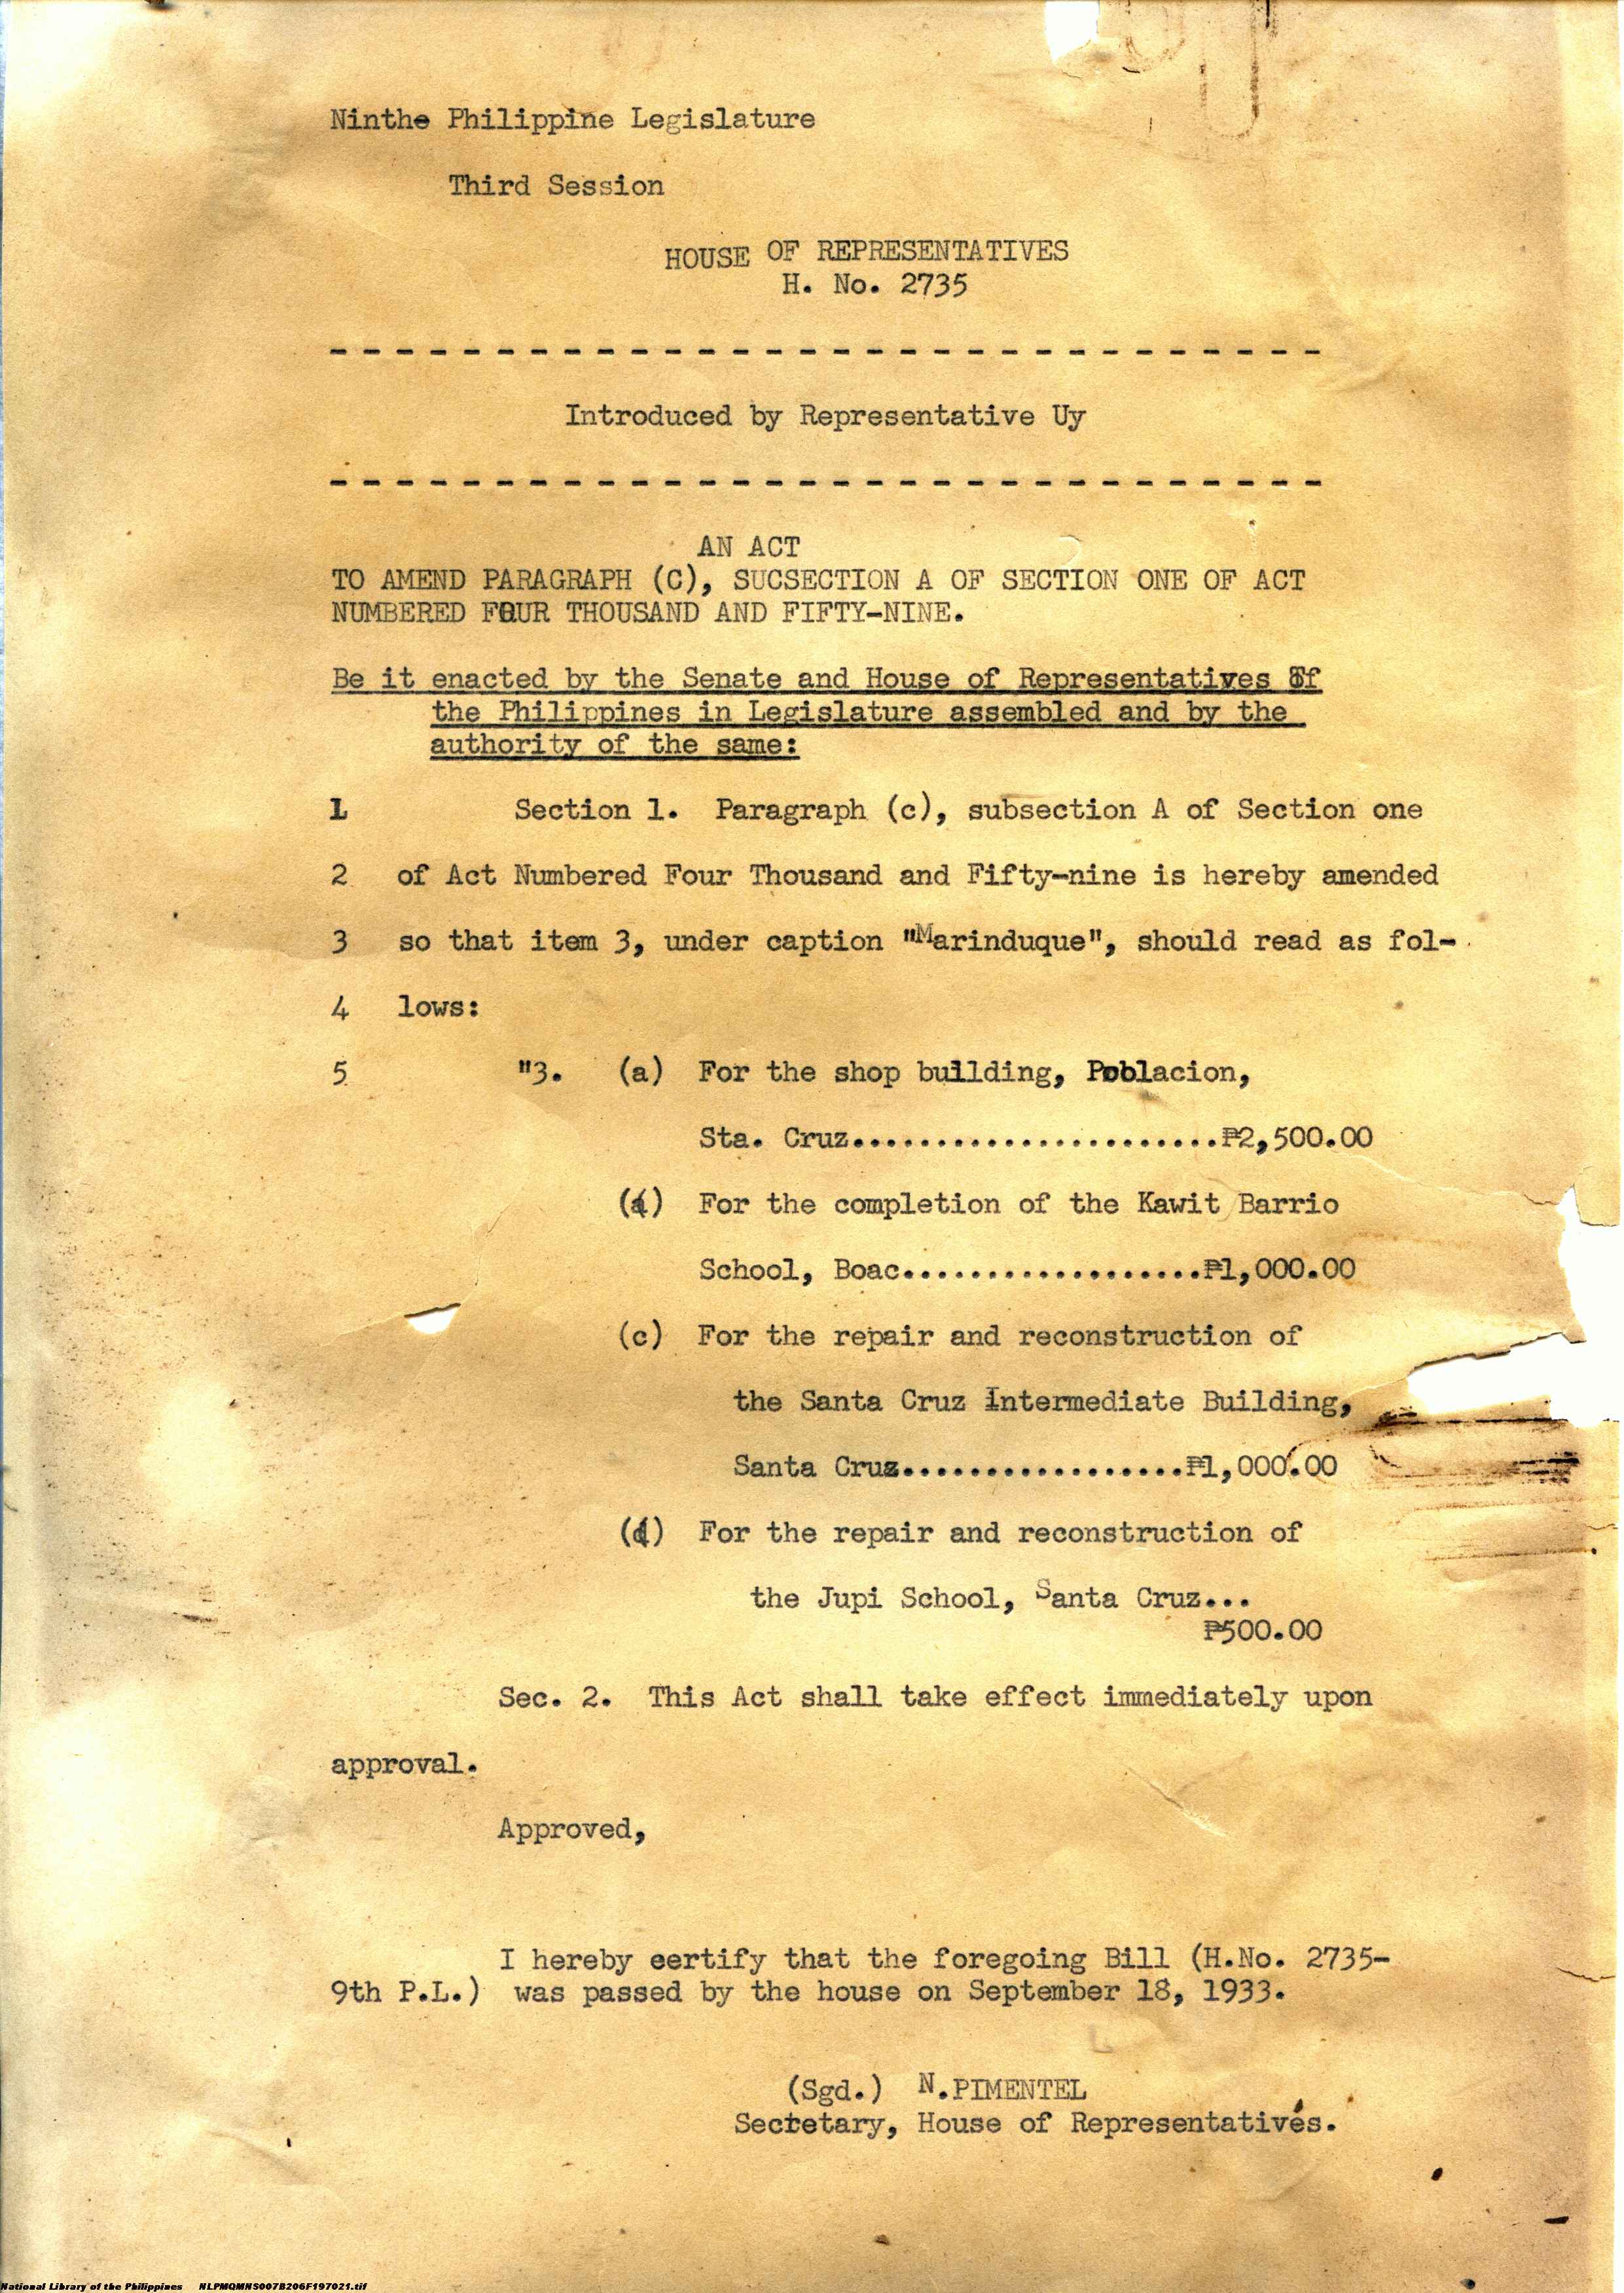 Ninthe Philippine Legislature
Third Session
HOUSE OF REPRESENTATIVES
H. No. 2735
- - - - - - - - - - - - - - - - - - - - - - - - - - - - - -
Introduced by Representative Uy
- - - - - - - - - - - - - - - - - - - - - - - - - - - - - -
AN ACT
TO AMEND PARAGRAPH (C), SUCSECTION A OF SECTION ONE OF ACT
NUMBERED FOUR THOUSAND AND FIFTY-NINE.
Be it enacted by the Senate and House of Representatives Of
the Philippines in Legislature assembled and by the
authority of the same:
1 Section 1. Paragraph (c), subsection A of Section one
2 of Act Numbered Four Thousand and Fifty-nine is hereby amended
3 so that item 3, under caption "Marinduque", should read as fol-
4 lows:
5 "3. (a) For the shop building, Poblacion,
Sta. Cruz......................₱2,500.00
For the completion of the Kawit Barrio
School, Boac..................₱1,000.00
(c) For the repair and reconstruction of
the Santa Cruz Intermediate Building,
Santa Cruz.................₱1,000.00
(d) For the repair and reconstruction of
the Jupi School, Santa Cruz...
₱500.00
Sec. 2. This Act shall take effect immediately upon
approval.
Approved,
I hereby eertify that the foregoing Bill (H.No. 2735-
9th P.L.) was passed by the house on September 18, 1933.
(Sgd.) N.PIMENTEL
Secretary, House of Representatives.
National Library of the Philippines NLPMQMNS007B206F197021.tif